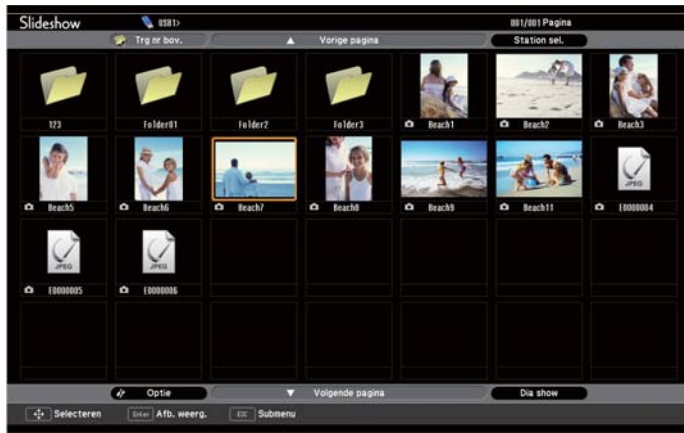 Slideshow USB1> 001/001 Pagina
Trg nr bov. Vorige pagina Station sel.
123 Folder01 Folder2 Folder3 Beach1 Beach2 Beach3
JPEG
Beach5 Beach6 Beach7 Beach8 Beach9 Beach11 E0000004
JPEG JPEG
E0000005 E0000006
Optie Volgende pagina Dia show
Selecteren Enter Afb. weerg. ESC Submenu